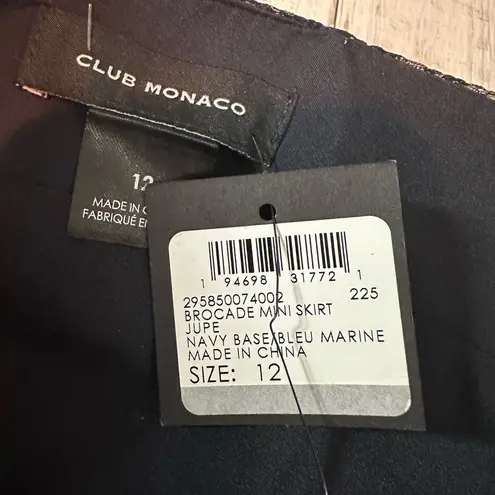 CLUB MONACO
12
MADE IN
FABRIQUÉ
1 94698 31772 1
295850074002 225
BROCADE MINI SKIRT
JUPE
NAVY BASE/BLEU MARINE
MADE IN CHINA
SIZE: 12